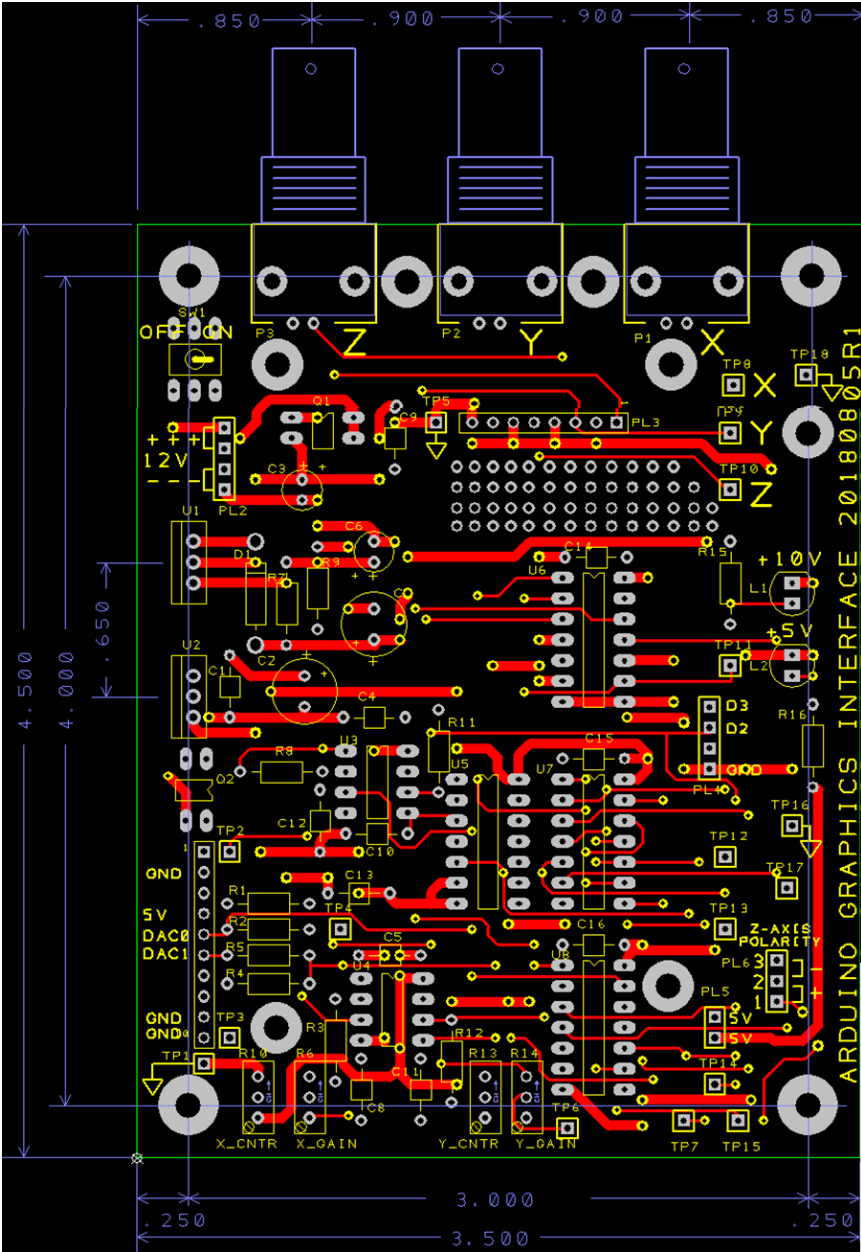 .850 .900 .900 .850
SW1
OFF ON
P3 Z P2 Y P1 X
TP8 X
TP18
Y
TP10 Z
Q1
C9
TP5
PL3
+ + +
12V
- - -
PL2
C3
U1
D1
R7
R9
C6
C14
U6
R15
+10V
L1
+5V
L2
TP11
.650
4.500
4.000
U2
C1
C2
C4
R11
D3
D2
GND
PL4
R16
U3
R8
Q2
U5
C15
U7
TP16
C12
C10
TP2
1
GND
5V
DAC0
DAC1
GND
GND
R1
R2
R5
R4
C13
TP4
C5
U4
TP12
TP17
TP13
C16
U8
Z-AXIS
POLARITY
PL6 3 -
2
1 +
PL5
5V
5V
TP3
TP1
R10
R6
R3
R12
R13
R14
C8
C11
TP14
TP6
TP7
TP15
X_CNTR X_GAIN Y_CNTR Y_GAIN
ARDUINO GRAPHICS INTERFACE 20180805R1
3.000
.250 .250
3.500